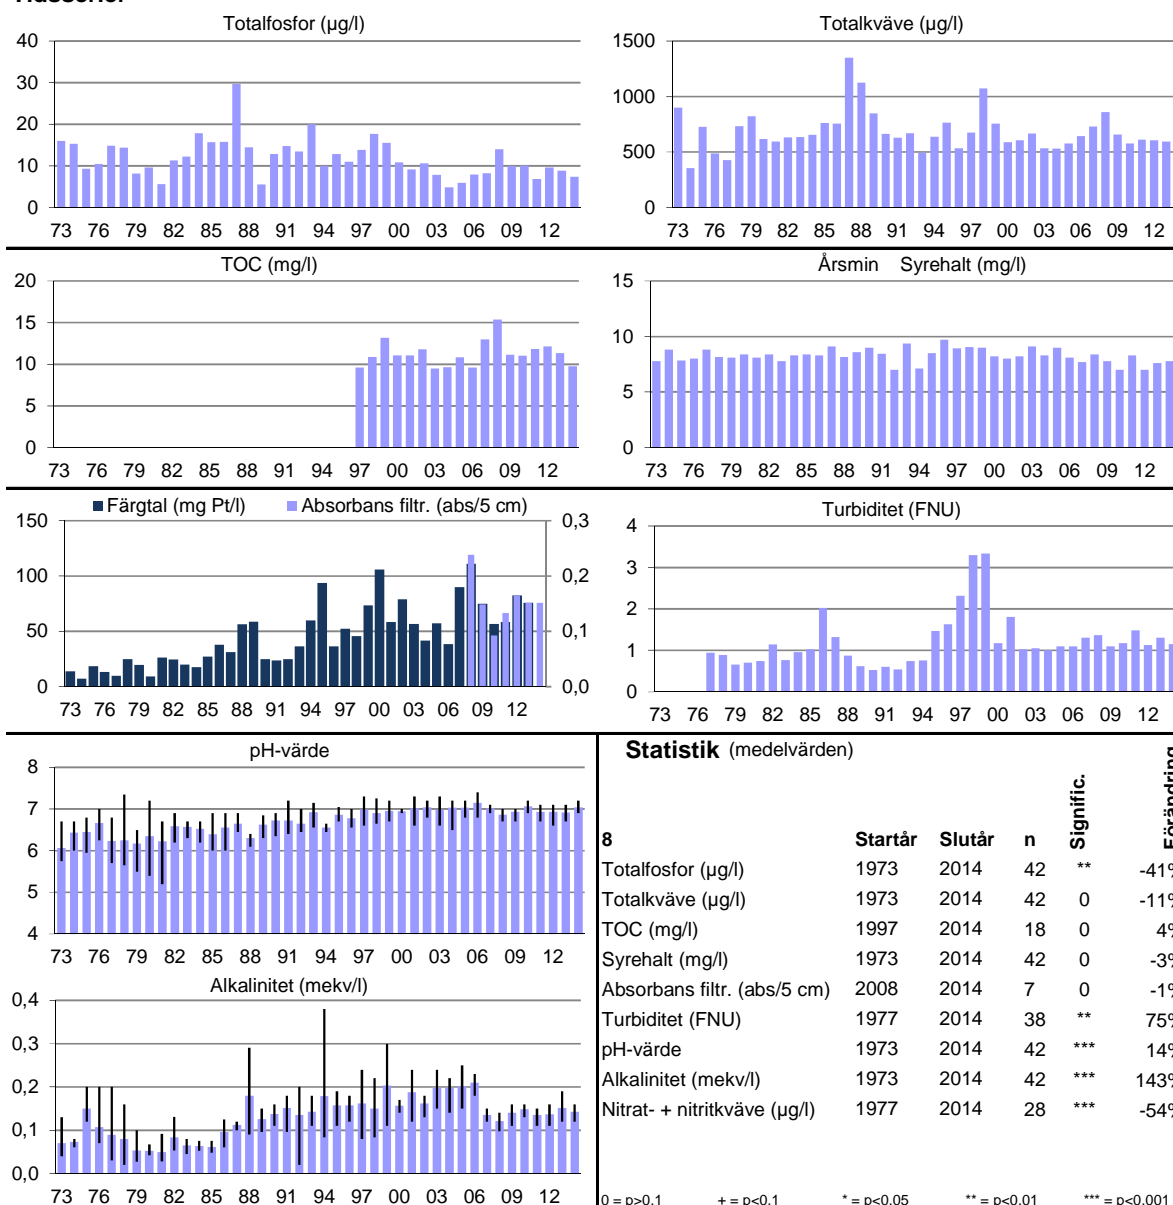 Totalfosfor (µg/l)
40
30
20
10
0
73 76 79 82 85 88 91 94 97 00 03 06 09 12
Totalkväve (µg/l)
1500
1000
500
0
73 76 79 82 85 88 91 94 97 00 03 06 09 12
TOC (mg/l)
20
15
10
5
0
73 76 79 82 85 88 91 94 97 00 03 06 09 12
Årsmin Syrehalt (mg/l)
15
10
5
0
73 76 79 82 85 88 91 94 97 00 03 06 09 12
Färgtal (mg Pt/l) Absorbans filtr. (abs/5 cm)
150
100
50
0
0,3
0,2
0,1
0,0
73 76 79 82 85 88 91 94 97 00 03 06 09 12
Turbiditet (FNU)
4
3
2
1
0
73 76 79 82 85 88 91 94 97 00 03 06 09 12
pH-värde
8
7
6
5
4
73 76 79 82 85 88 91 94 97 00 03 06 09 12
Alkalinitet (mekv/l)
0,4
0,3
0,2
0,1
0,0
73 76 79 82 85 88 91 94 97 00 03 06 09 12
Statistik (medelvärden)
8 Startår Slutår n Signific. Förändring
Totalfosfor (µg/l) 1973 2014 42 ** -41%
Totalkväve (µg/l) 1973 2014 42 0 -11%
TOC (mg/l) 1997 2014 18 0 4%
Syrehalt (mg/l) 1973 2014 42 0 -3%
Absorbans filtr. (abs/5 cm) 2008 2014 7 0 -1%
Turbiditet (FNU) 1977 2014 38 ** 75%
pH-värde 1973 2014 42 *** 14%
Alkalinitet (mekv/l) 1973 2014 42 *** 143%
Nitrat- + nitritkväve (µg/l) 1977 2014 28 *** -54%
0 = p>0.1 + = p<0.1 * = p<0.05 ** = p<0.01 *** = p<0.001